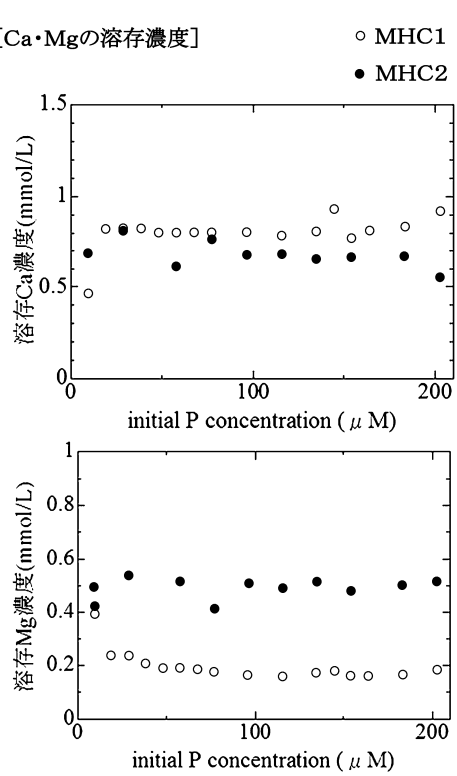 [Ca・Mgの溶存濃度]
○ MHC1
● MHC2
1.5
1
0.5
0
溶存Ca濃度(mmol/L)
0 100 200
initial P concentration ( μ M)
1
0.8
0.6
0.4
0.2
0
溶存Mg濃度(mmol/L)
0 100 200
initial P concentration ( μ M)